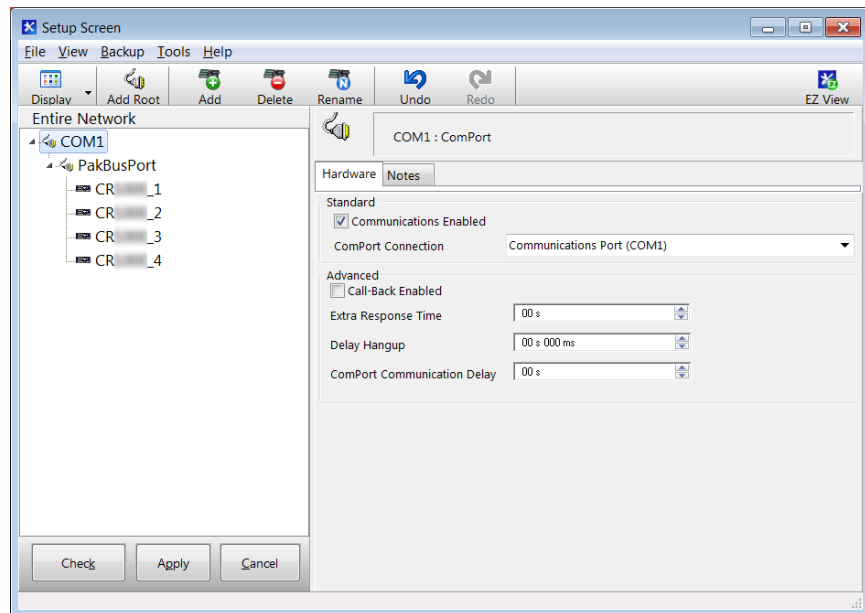 Setup Screen
File View Backup Tools Help
Display Add Root Add Delete Rename Undo Redo EZ View
Entire Network
COM1 : ComPort
COM1
PakBusPort
CR _1
CR _2
CR _3
CR _4
Hardware Notes
Standard
Communications Enabled
ComPort Connection Communications Port (COM1)
Advanced
Call-Back Enabled
Extra Response Time 00 s
Delay Hangup 00 s 000 ms
ComPort Communication Delay 00 s
Check Apply Cancel